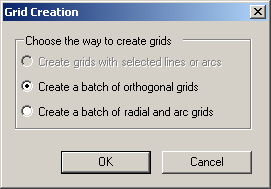 Grid Creation
Choose the way to create grids
Create grids with selected lines or arcs
Create a batch of orthogonal grids
Create a batch of radial and arc grids
OK
Cancel